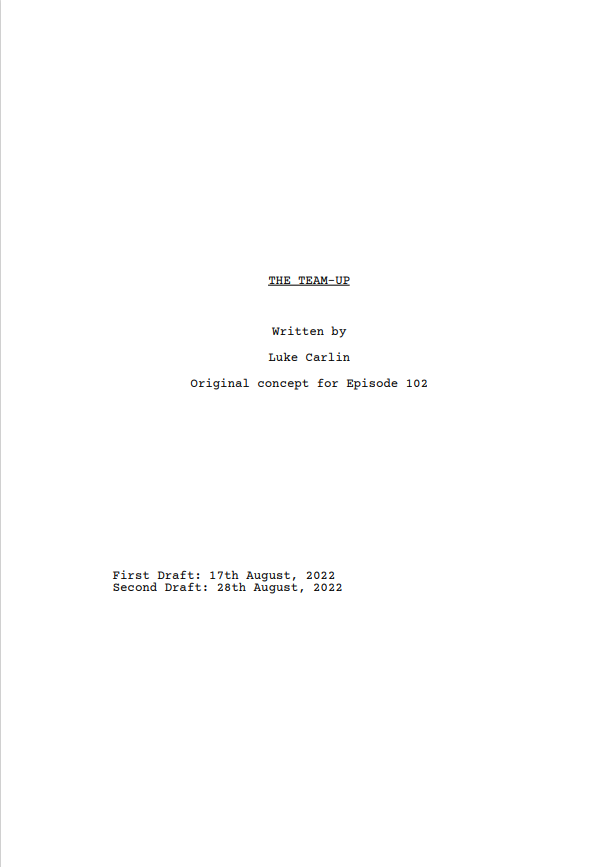 THE TEAM-UP
Written by
Luke Carlin
Original concept for Episode 102
First Draft: 17th August, 2022
Second Draft: 28th August, 2022